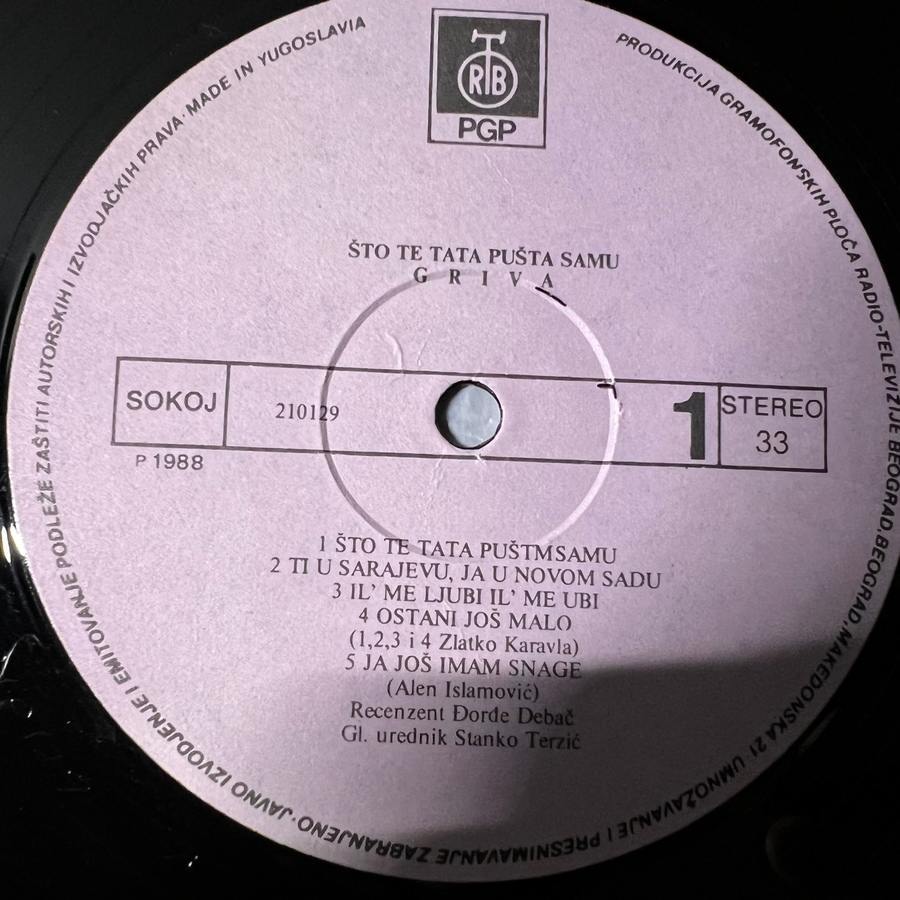 PRODUKCIJA GRAMOFONSKIH PLOČA RADIO-TELEVIZIJE BEOGRAD, BEOGRAD, MAKEDONSKA 21 UMNOŽAVANJE I PRESNIMAVANJE ZABRANJENO · JAVNO IZVODJENJE I EMITOVANJE PODLEŽE ZAŠTITI AUTORSKIH I IZVODJAČKIH PRAVA · MADE IN YUGOSLAVIA
RTB
PGP
ŠTO TE TATA PUŠTA SAMU
G R I V A
SOKOJ
210129
1
STEREO
33
P 1988
1 ŠTO TE TATA PUŠTMSAMU
2 TI U SARAJEVU, JA U NOVOM SADU
3 IL' ME LJUBI IL' ME UBI
4 OSTANI JOŠ MALO
(1,2,3 i 4 Zlatko Karavla)
5 JA JOŠ IMAM SNAGE
(Alen Islamović)
Recenzent Đorđe Debač
Gl. urednik Stanko Terzić